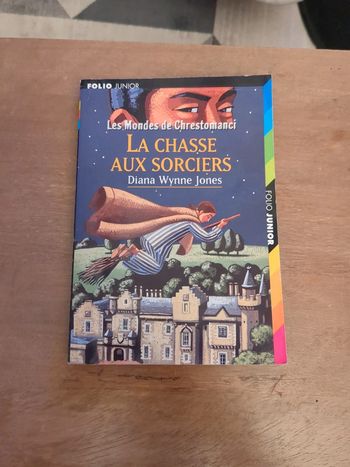 FOLIO JUNIOR
Les Mondes de Chrestomanci
LA CHASSE
AUX SORCIERS
Diana Wynne Jones
FOLIO JUNIOR